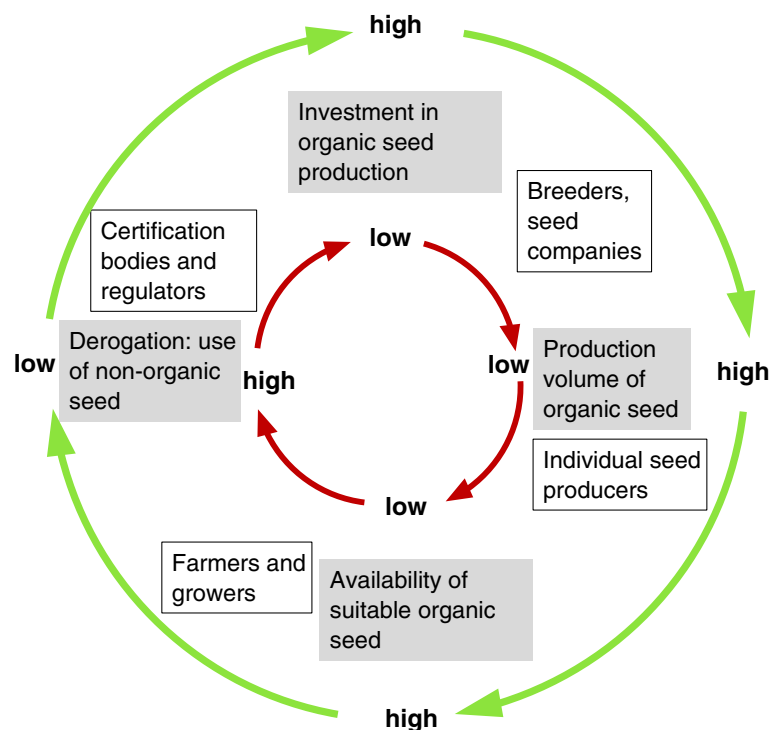 high
Investment in
organic seed
production
Breeders,
seed
companies
Certification
bodies and
regulators
low
low
Derogation: use
of non-organic
seed
high
low
Production
volume of
organic seed
high
Individual seed
producers
low
Farmers and
growers
Availability of
suitable organic
seed
high